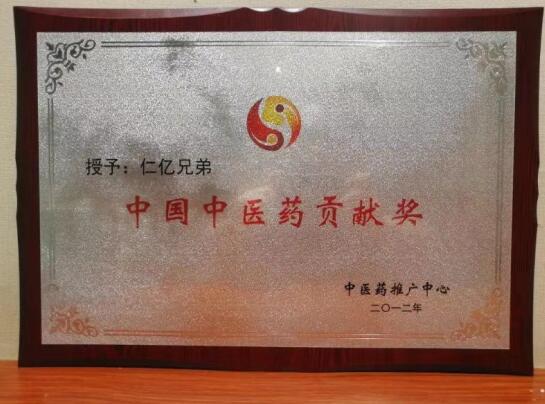 授予：仁亿兄弟
中国中医药贡献奖
中医药推广中心
二〇一二年